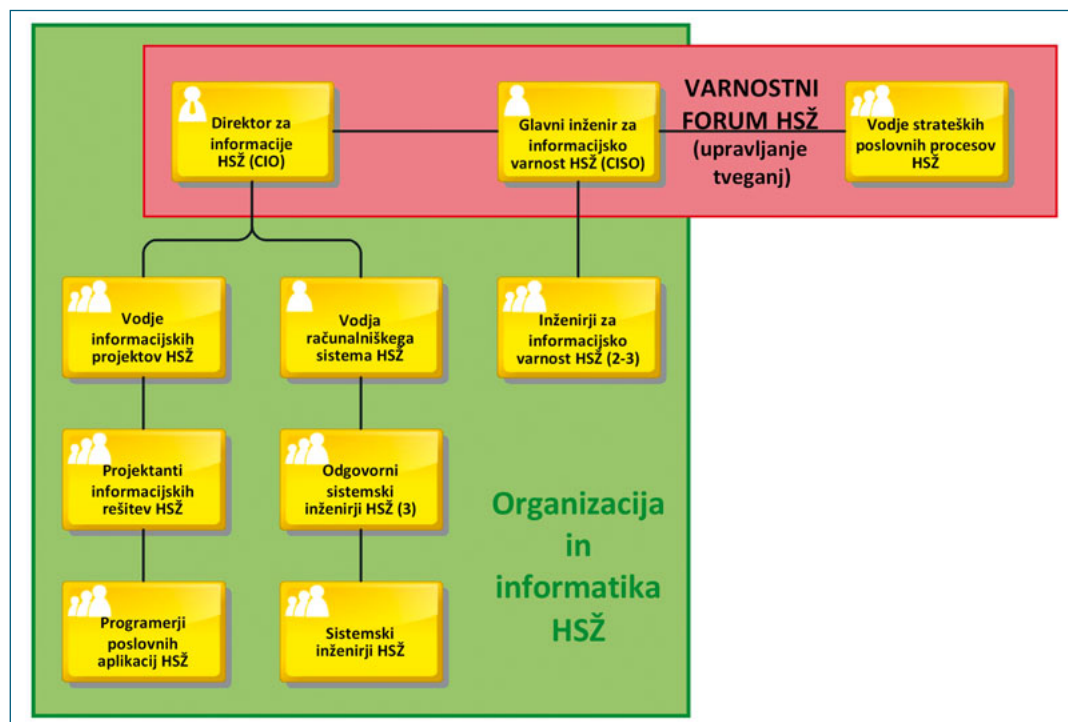 Direktor za
informacije
HSŽ (CIO)
Glavni inženir za
informacijsko
varnost HSŽ (CISO)
VARNOSTNI
FORUM HSŽ
(upravljanje
tveganj)
Vodje strateških
poslovnih procesov
HSŽ
Vodje
informacijskih
projektov HSŽ
Vodja
računalniškega
sistema HSŽ
Inženirji za
informacijsko
varnost HSŽ (2-3)
Projektanti
informacijskih
rešitev HSŽ
Odgovorni
sistemski
inženirji HSŽ (3)
Organizacija
in
informatika
HSŽ
Programerji
poslovnih
aplikacij HSŽ
Sistemski
inženirji HSŽ